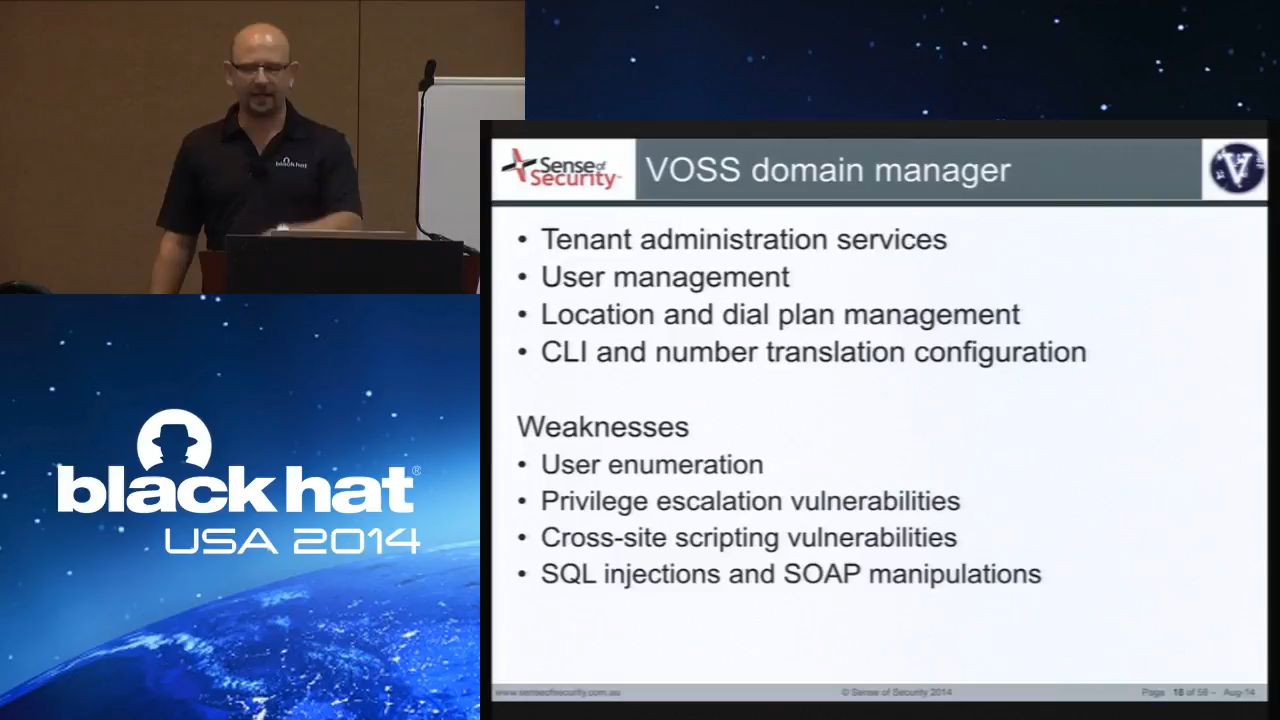 black hat
Sense of
Security
VOSS domain manager
V
• Tenant administration services
• User management
• Location and dial plan management
• CLI and number translation configuration
Weaknesses
• User enumeration
• Privilege escalation vulnerabilities
• Cross-site scripting vulnerabilities
• SQL injections and SOAP manipulations
www.senseofsecurity.com.au
© Sense of Security 2014
Page 18 of 58 - Aug-14
black hat®
USA 2014